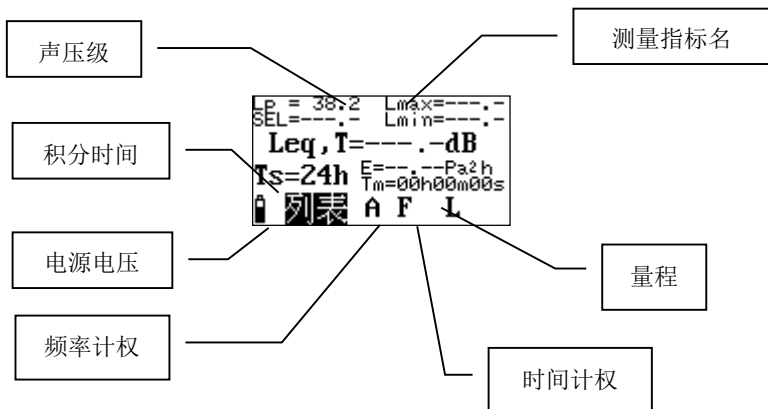 声压级
测量指标名
Lp = 38.2 Lmax=---.-
SEL=---.- Lmin=---.-
Leq,T=---.-dB
积分时间
Ts=24h E=--.--Pa²h
Tm=00h00m00s
列表 A F L
电源电压
量程
频率计权
时间计权